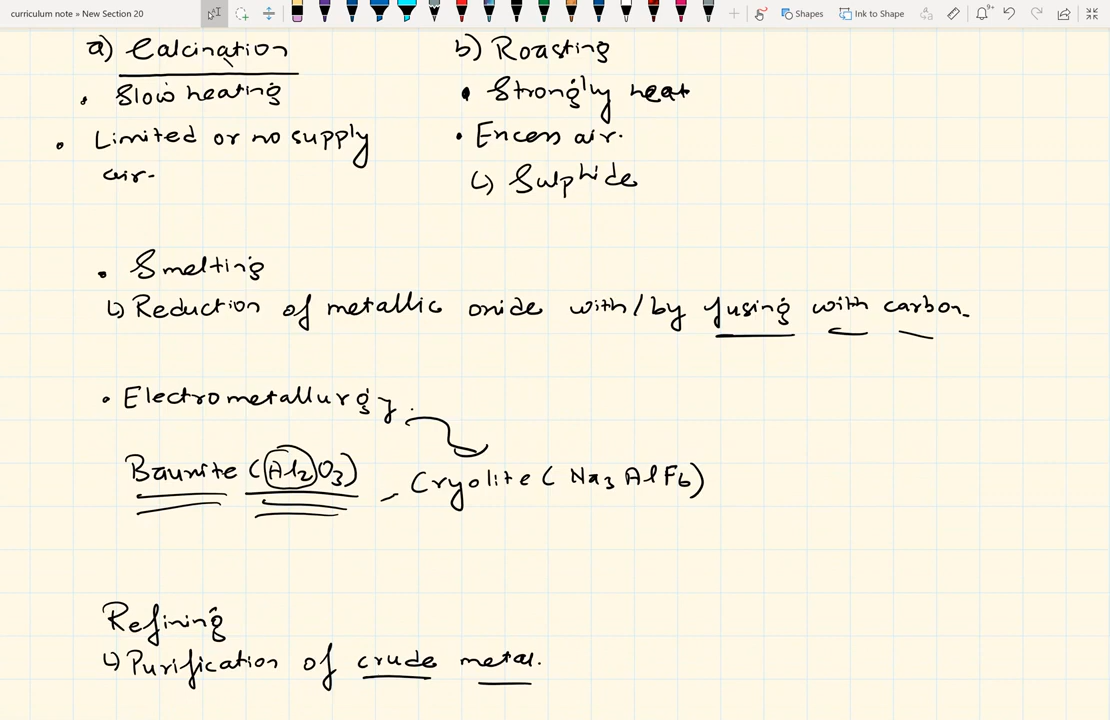 curriculum note » New Section 20
Shapes
Ink to Shape
9+
a) Calcination
• Slow heating
• Limited or no supply
air.
b) Roasting
• Strongly heat
• Excess air.
↳ Sulphide
• Smelting
↳ Reduction of metallic oxide with/by fusing with carbon.
• Electrometallurgy.
Bauxite (Al2O3) - Cryolite (Na3AlF6)
Refining
↳ Purification of crude metal.